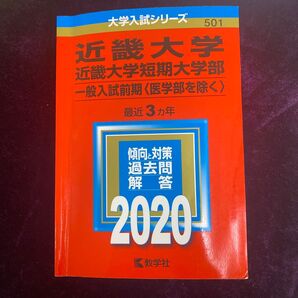 大学入試シリーズ
501
近畿大学
近畿大学短期大学部
一般入試前期〈医学部を除く〉
最近3ヵ年
傾向と対策
過去問
解答
2020
教学社